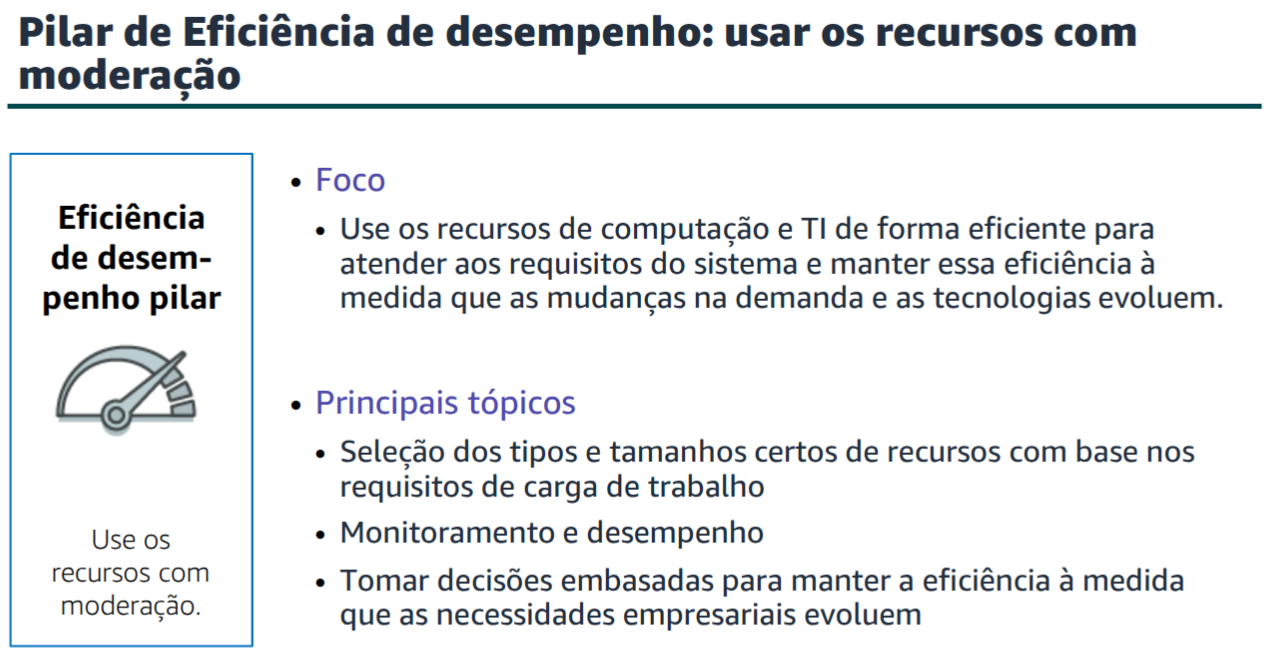 Pilar de Eficiência de desempenho: usar os recursos com
moderação
Eficiência
de desem-
penho pilar
Use os
recursos com
moderação.
• Foco
• Use os recursos de computação e TI de forma eficiente para
atender aos requisitos do sistema e manter essa eficiência à
medida que as mudanças na demanda e as tecnologias evoluem.
• Principais tópicos
• Seleção dos tipos e tamanhos certos de recursos com base nos
requisitos de carga de trabalho
• Monitoramento e desempenho
• Tomar decisões embasadas para manter a eficiência à medida
que as necessidades empresariais evoluem